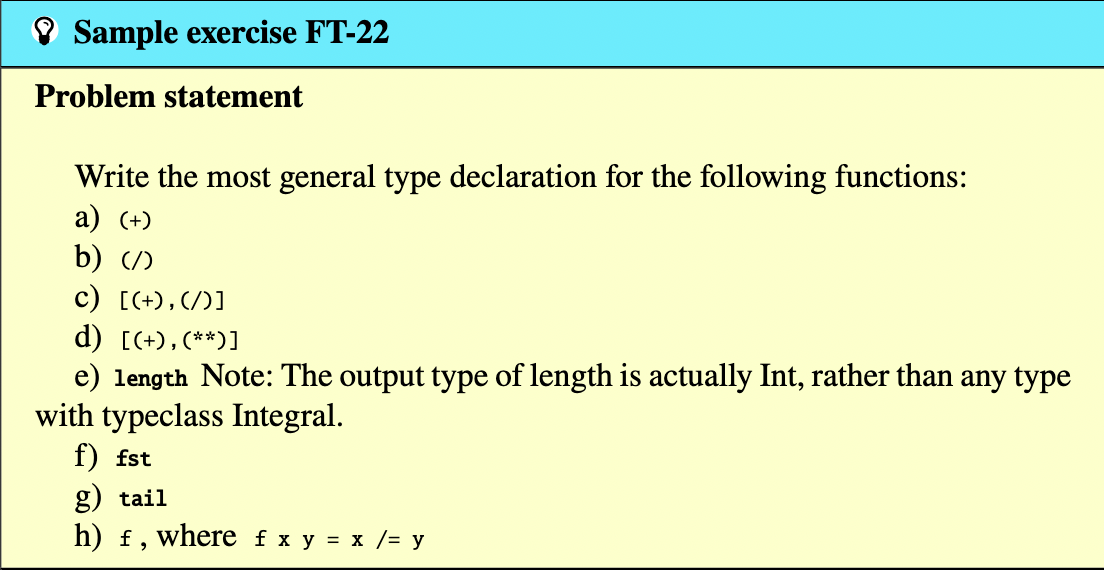 Sample exercise FT-22
Problem statement
Write the most general type declaration for the following functions:
a) (+)
b) (/)
c) [(+),(/)]
d) [(+),(**)]
e) length Note: The output type of length is actually Int, rather than any type
with typeclass Integral.
f) fst
g) tail
h) f , where f x y = x /= y